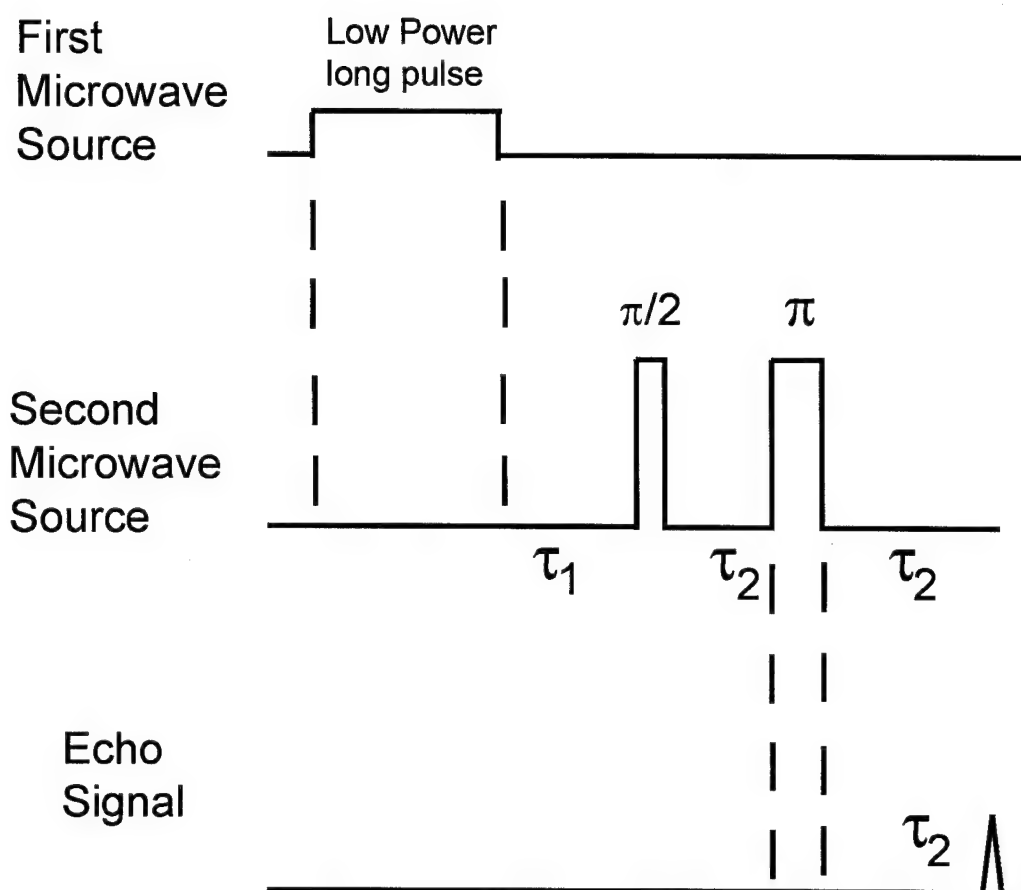 First
Microwave
Source
Low Power
long pulse
π/2
π
Second
Microwave
Source
τ₁
τ₂
τ₂
Echo
Signal
τ₂